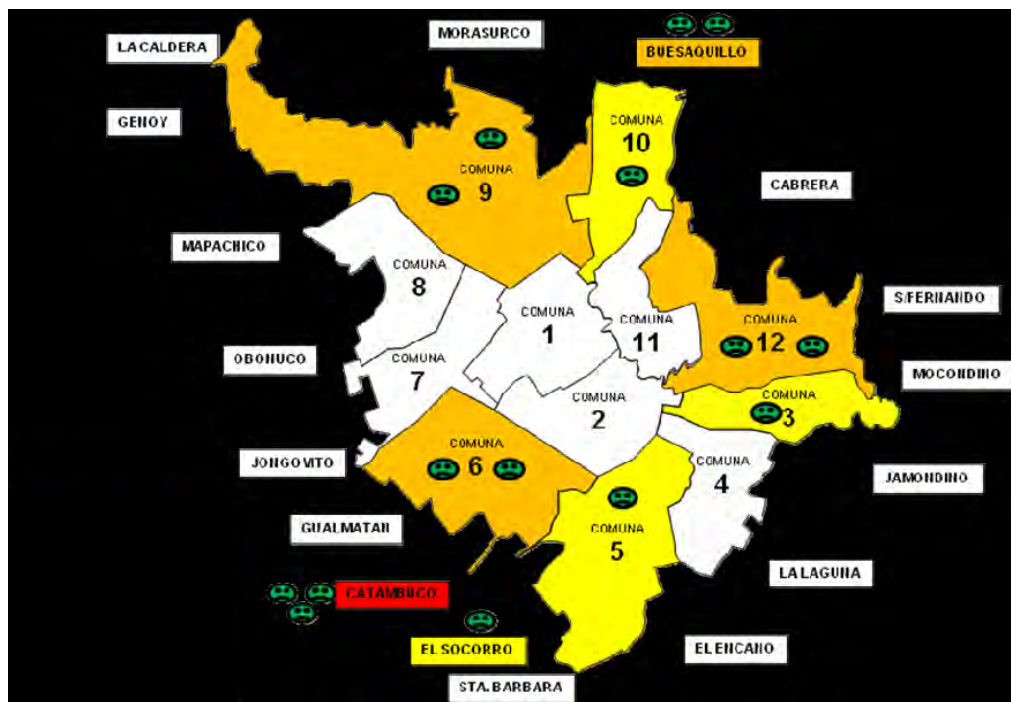 MORASURCO
LA CALDERA
BUESAQUILLO
GENOY
COMUNA
10
COMUNA
9
CABRERA
MAPACHICO
COMUNA
8
S/FERNANDO
COMUNA
1
COMUNA
11
COMUNA
12
OBONUCO
COMUNA
7
MOCONDINO
COMUNA
2
COMUNA
3
JONGOVITO
COMUNA
6
COMUNA
4
JAMONDINO
GUALMATAN
COMUNA
5
LA LAGUNA
CATAMBUCO
EL SOCORRO
EL ENCANO
STA. BARBARA